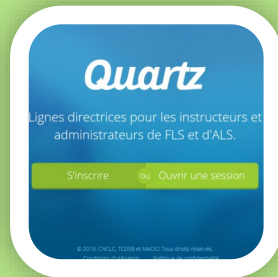 Quartz
Lignes directrices pour les instructeurs et
administrateurs de FLS et d'ALS.
S'inscrire ou Ouvrir une session
© 2015, CNCLC, TCDSB et MACICI Tous droits réservés.
Conditions d'utilisation Politique de confidentialité